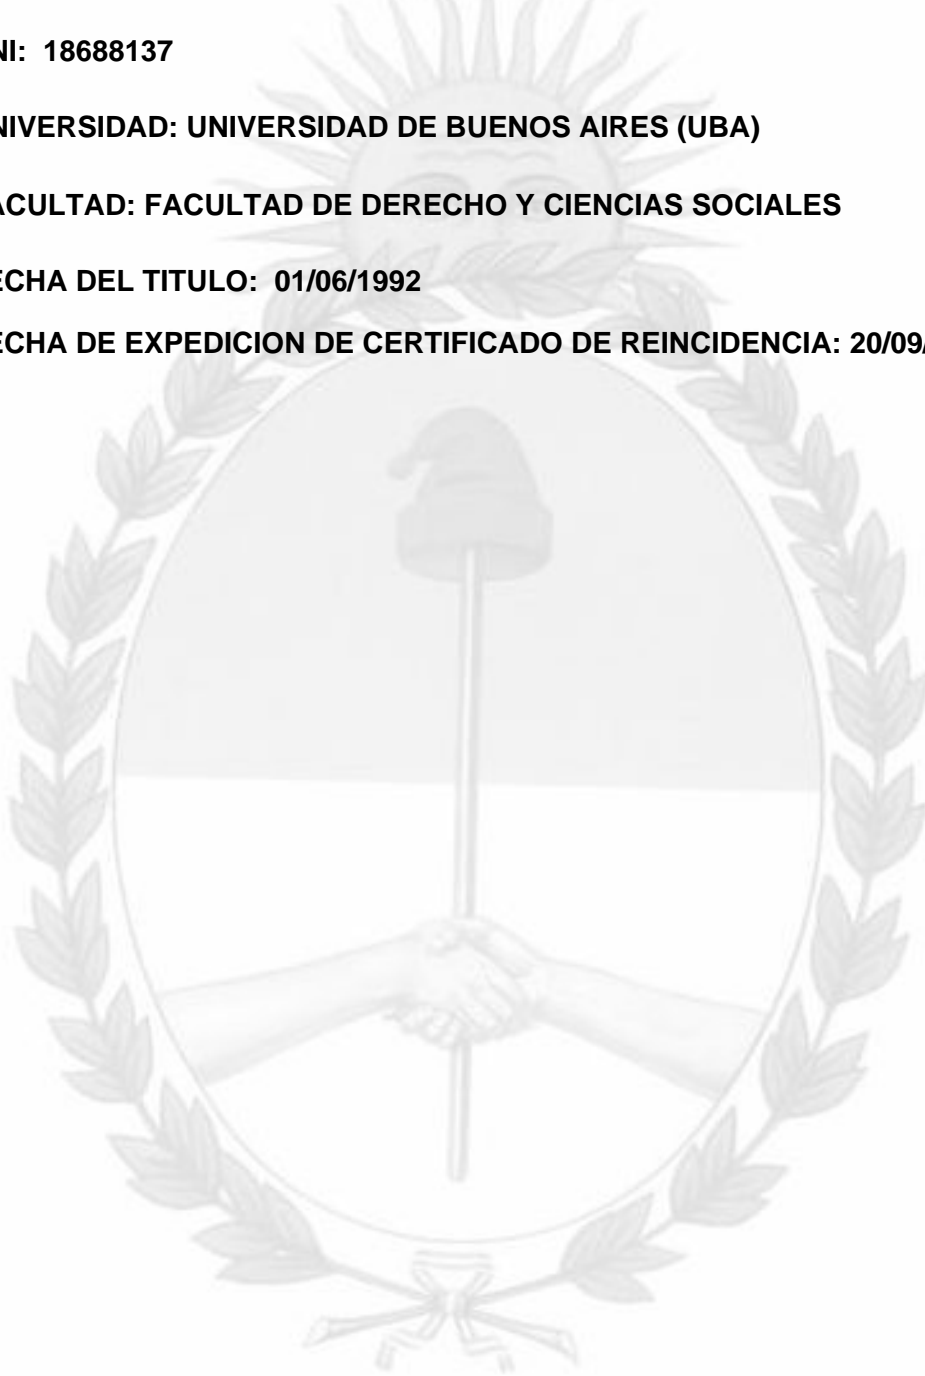 NI: 18688137
NIVERSIDAD: UNIVERSIDAD DE BUENOS AIRES (UBA)
ACULTAD: FACULTAD DE DERECHO Y CIENCIAS SOCIALES
ECHA DEL TITULO: 01/06/1992
ECHA DE EXPEDICION DE CERTIFICADO DE REINCIDENCIA: 20/09/